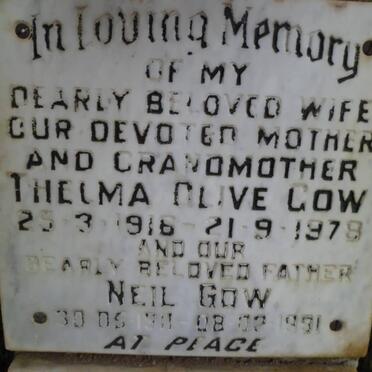 In Loving Memory
OF MY
DEARLY BELOVED WIFE
OUR DEVOTED MOTHER
AND GRANDMOTHER
THELMA OLIVE GOW
25-3-1916 - 21-9-1978
AND OUR
DEARLY BELOVED FATHER
NEIL GOW
AT PEACE